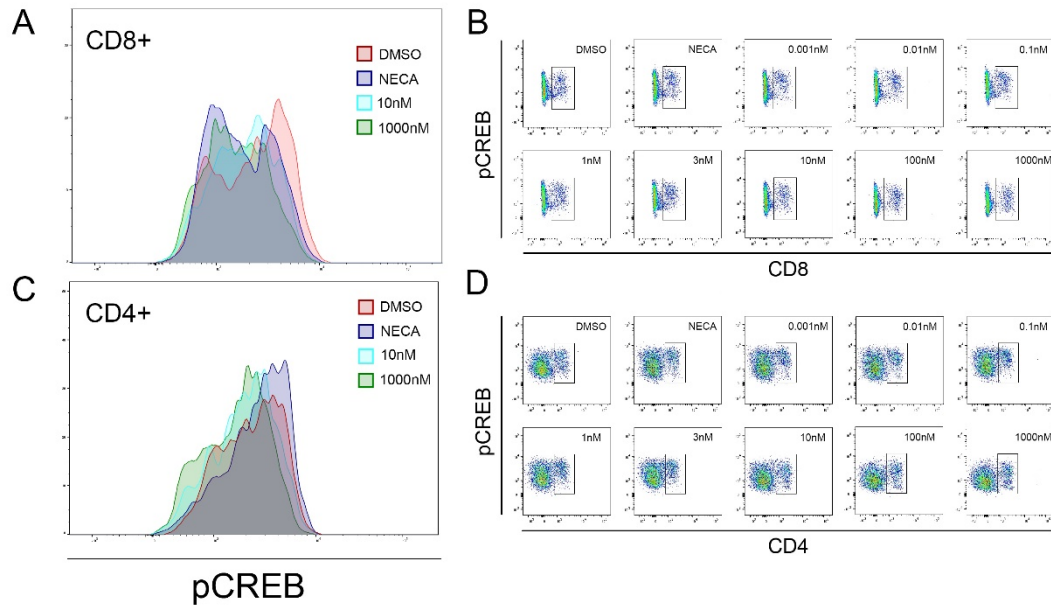 A
CD8+
DMSO
NECA
10nM
1000nM
B
DMSO
NECA
0.001nM
0.01nM
0.1nM
1nM
3nM
10nM
100nM
1000nM
pCREB
CD8
C
CD4+
DMSO
NECA
10nM
1000nM
pCREB
D
DMSO
NECA
0.001nM
0.01nM
0.1nM
1nM
3nM
10nM
100nM
1000nM
pCREB
CD4